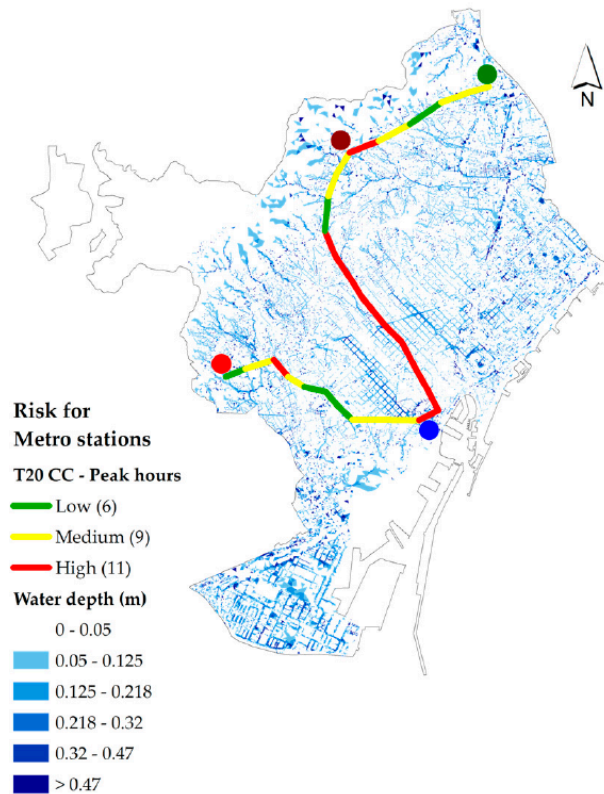 N
Risk for
Metro stations
T20 CC - Peak hours
Low (6)
Medium (9)
High (11)
Water depth (m)
0 - 0.05
0.05 - 0.125
0.125 - 0.218
0.218 - 0.32
0.32 - 0.47
> 0.47